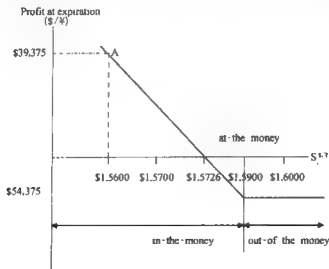 Profit at expiration
($/¥)
$39,375
A
at-the money
$1.5600 $1.5700 $1.5726 $1.5900 $1.6000
$54,375
in-the-money
out-of the money